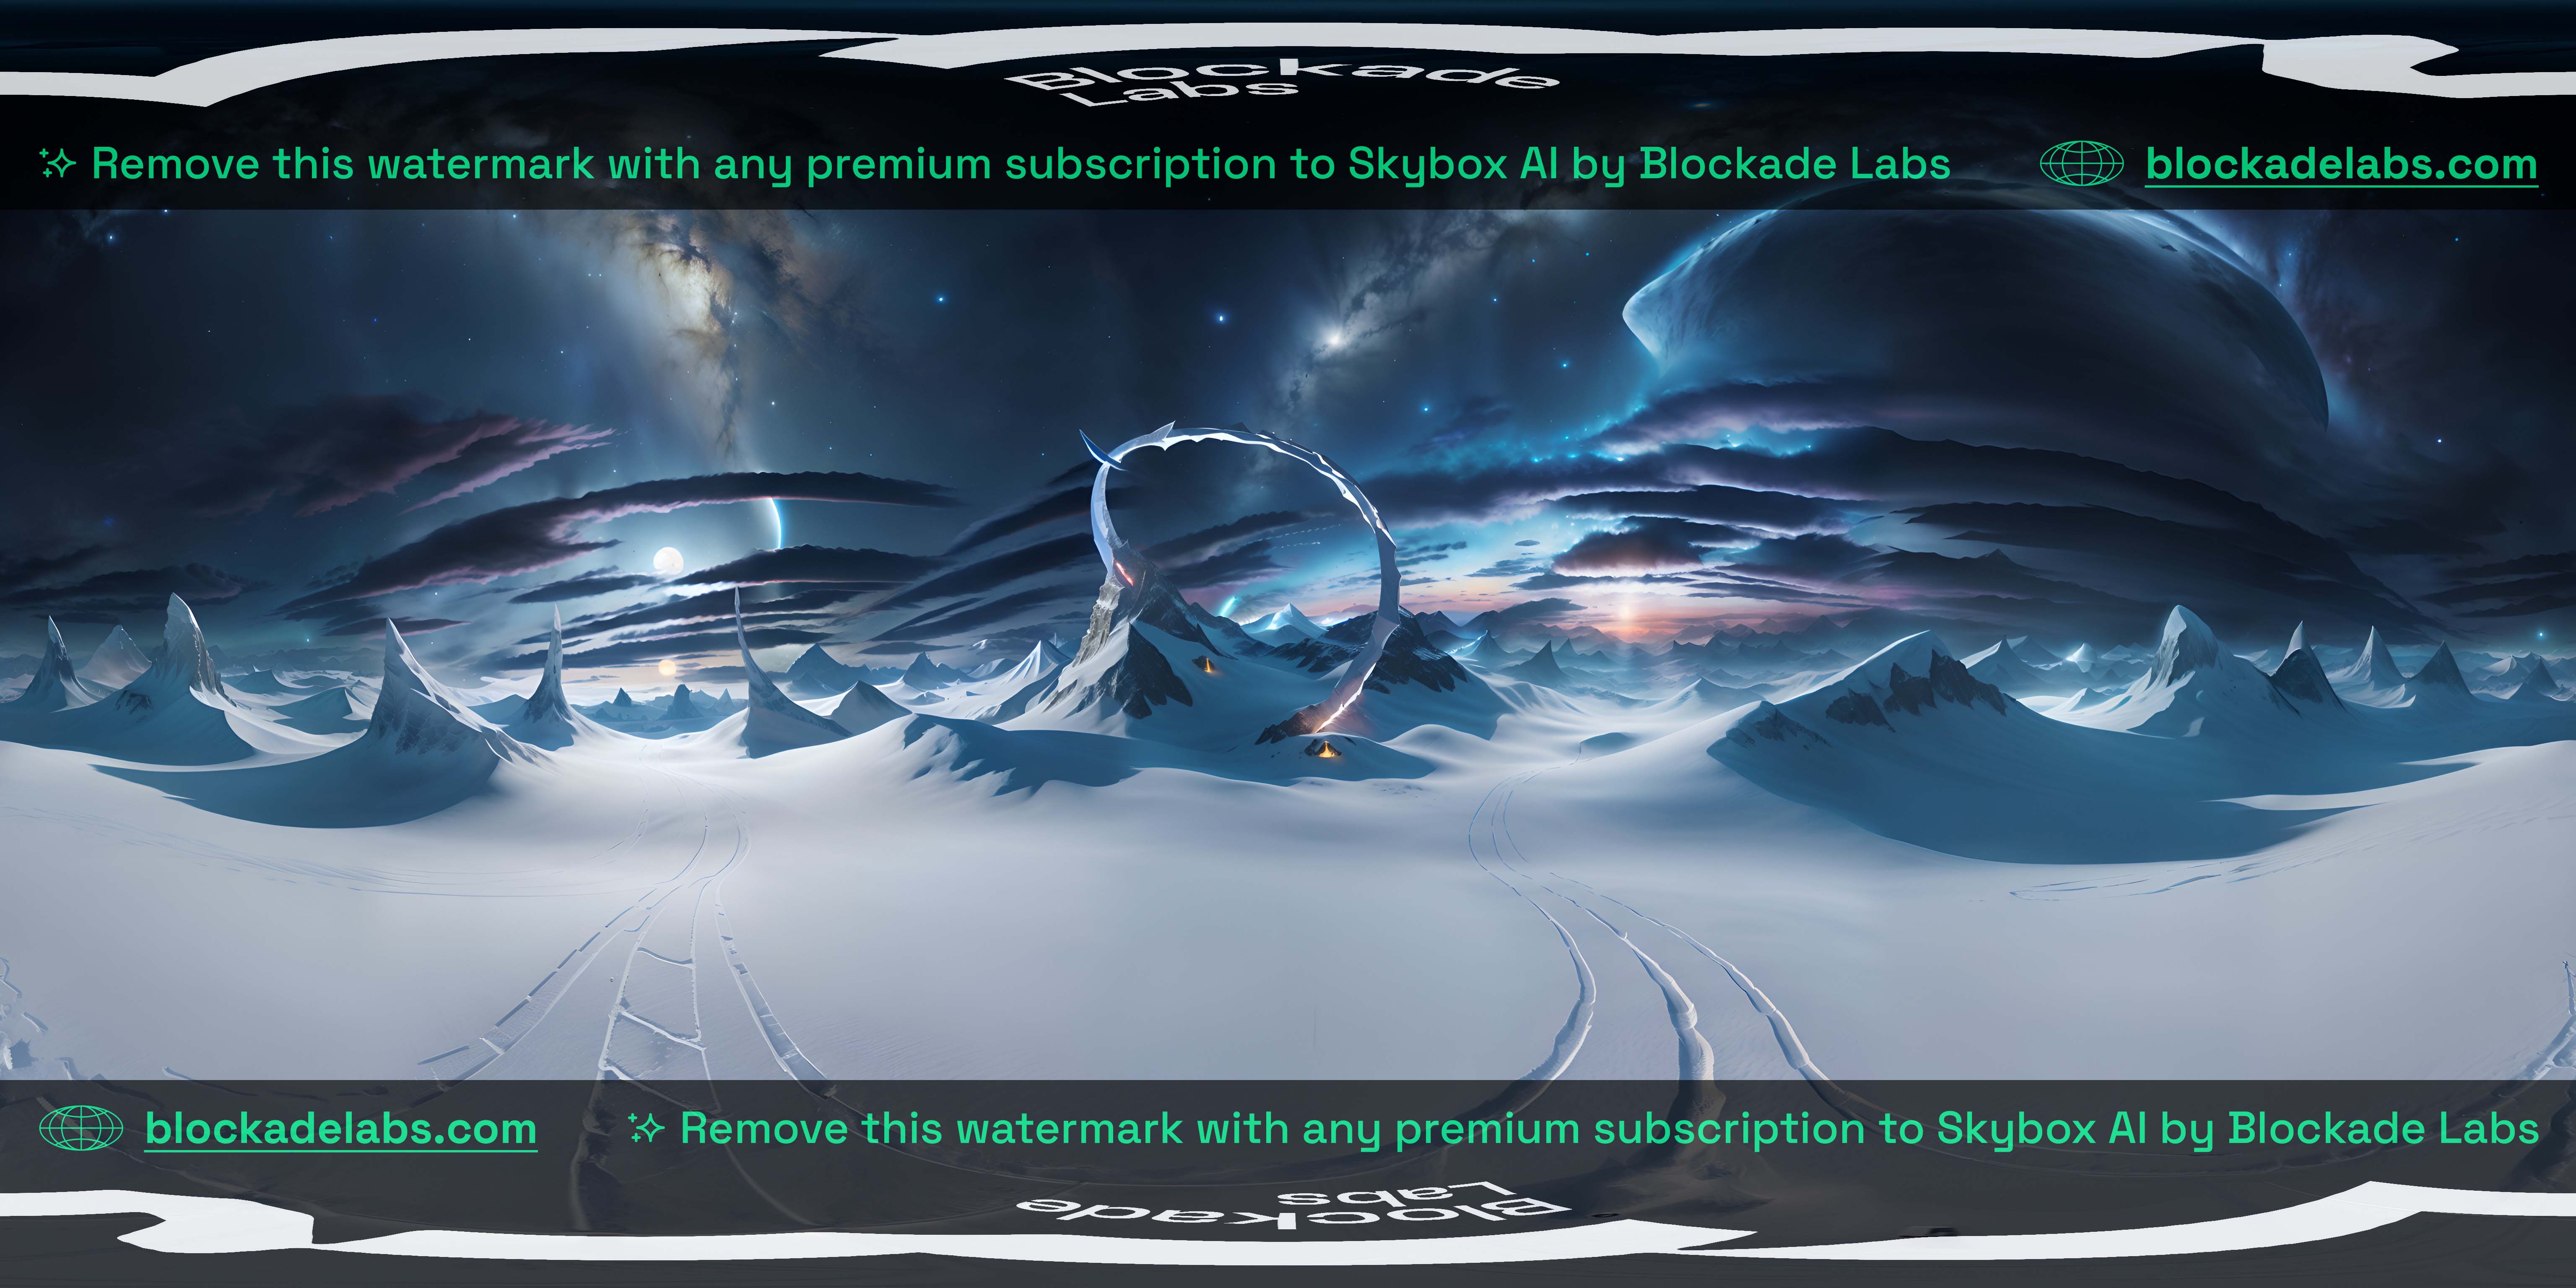 Blockade
Labs
Remove this watermark with any premium subscription to Skybox AI by Blockade Labs blockadelabs.com
blockadelabs.com Remove this watermark with any premium subscription to Skybox AI by Blockade Labs
Labs
Blockade